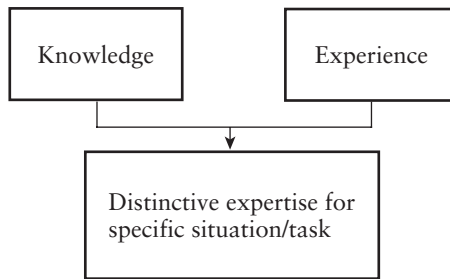 Knowledge
Experience
Distinctive expertise for
specific situation/task